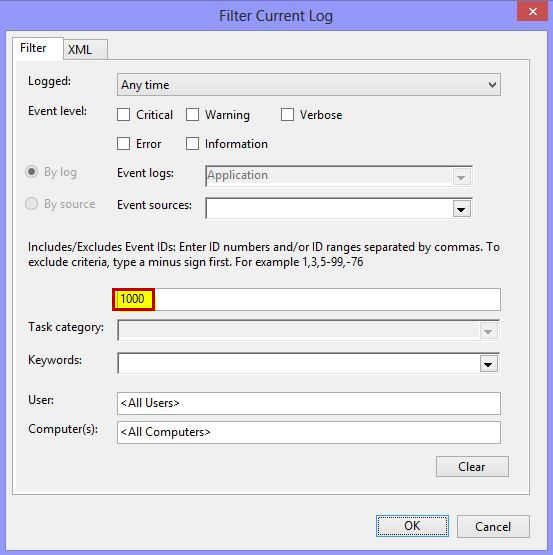 Filter Current Log
Filter XML
Logged: Any time
Event level: Critical Warning Verbose
Error Information
By log Event logs: Application
By source Event sources:
Includes/Excludes Event IDs: Enter ID numbers and/or ID ranges separated by commas. To
exclude criteria, type a minus sign first. For example 1,3,5-99,-76
1000
Task category:
Keywords:
User: <All Users>
Computer(s): <All Computers>
Clear
OK Cancel